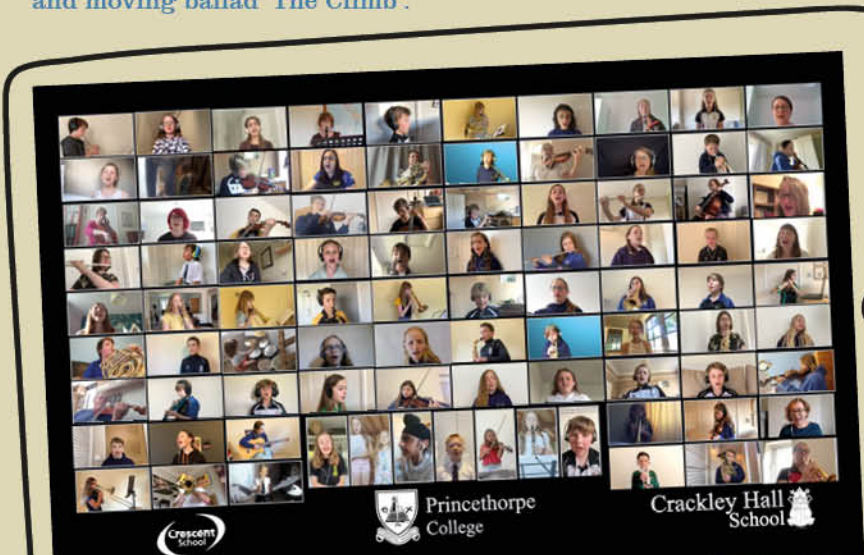 and moving ballad 'The Climb'.
Crescent
School
Princethorpe
College
Crackley Hall
School